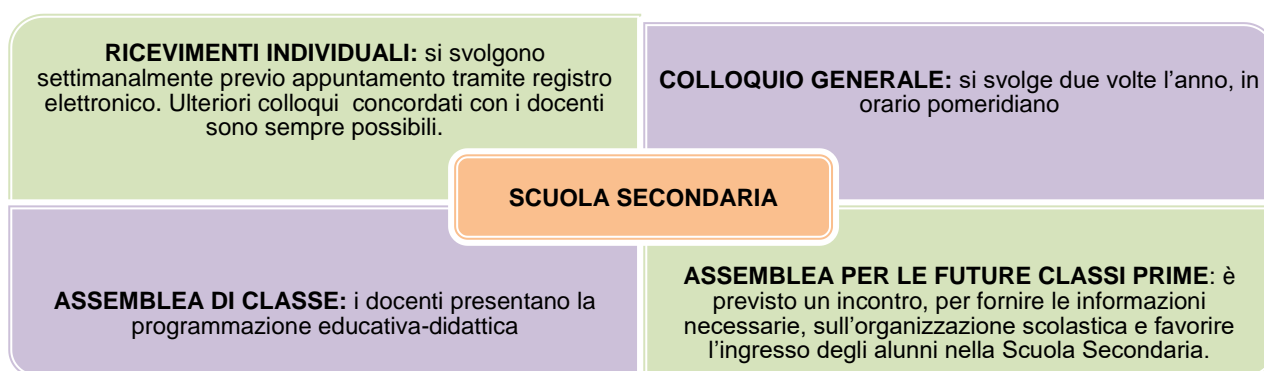 RICEVIMENTI INDIVIDUALI: si svolgono
settimanalmente previo appuntamento tramite registro
elettronico. Ulteriori colloqui  concordati con i docenti
sono sempre possibili.
COLLOQUIO GENERALE: si svolge due volte l’anno, in
orario pomeridiano
SCUOLA SECONDARIA
ASSEMBLEA DI CLASSE: i docenti presentano la
programmazione educativa-didattica
ASSEMBLEA PER LE FUTURE CLASSI PRIME: è
previsto un incontro, per fornire le informazioni
necessarie, sull’organizzazione scolastica e favorire
l’ingresso degli alunni nella Scuola Secondaria.